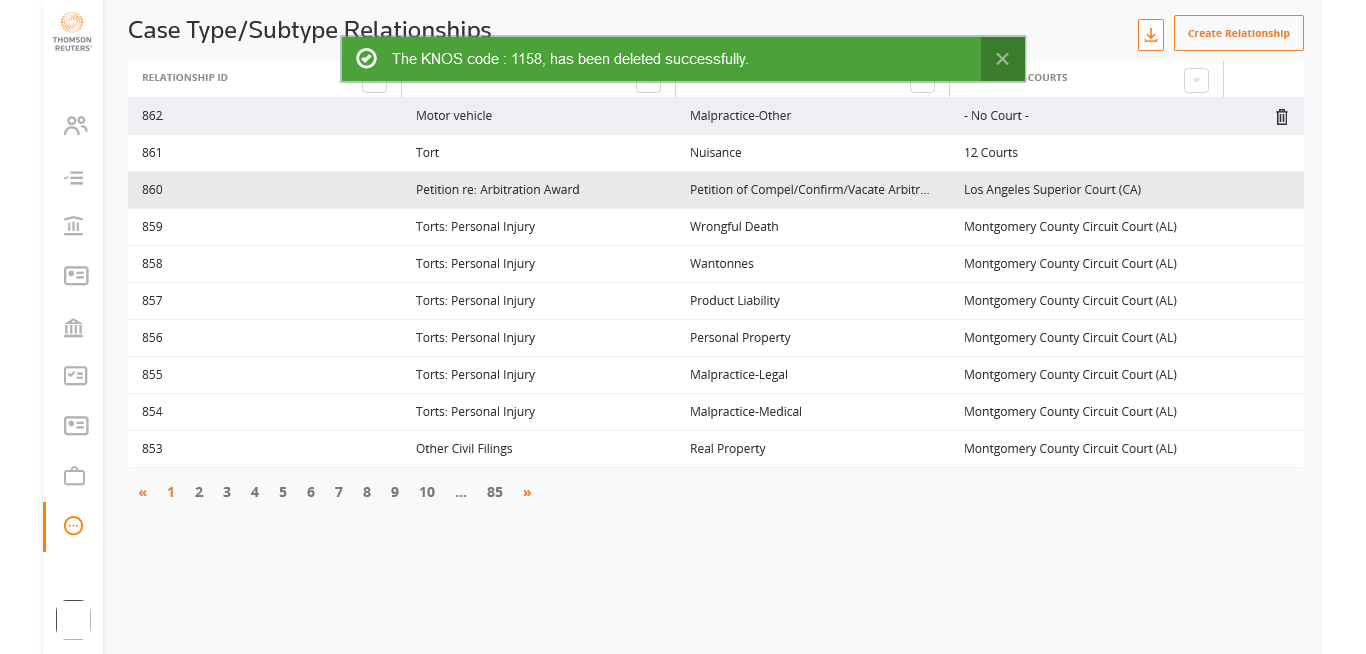 THOMSON
REUTERS®
Case Type/Subtype Relationships
Create Relationship
The KNOS code : 1158, has been deleted successfully.
RELATIONSHIP ID COURTS
862 Motor vehicle Malpractice-Other - No Court -
861 Tort Nuisance 12 Courts
860 Petition re: Arbitration Award Petition of Compel/Confirm/Vacate Arbitr... Los Angeles Superior Court (CA)
859 Torts: Personal Injury Wrongful Death Montgomery County Circuit Court (AL)
858 Torts: Personal Injury Wantonnes Montgomery County Circuit Court (AL)
857 Torts: Personal Injury Product Liability Montgomery County Circuit Court (AL)
856 Torts: Personal Injury Personal Property Montgomery County Circuit Court (AL)
855 Torts: Personal Injury Malpractice-Legal Montgomery County Circuit Court (AL)
854 Torts: Personal Injury Malpractice-Medical Montgomery County Circuit Court (AL)
853 Other Civil Filings Real Property Montgomery County Circuit Court (AL)
« 1 2 3 4 5 6 7 8 9 10 ... 85 »